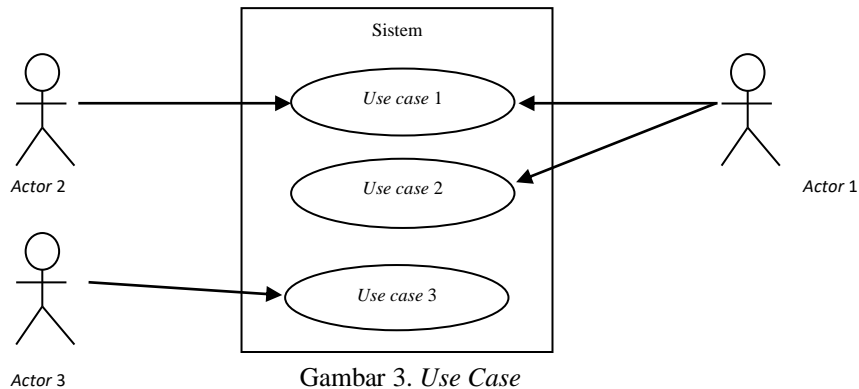 Sistem
Use case 1
Use case 2
Actor 2
Actor 1
Use case 3
Actor 3
Gambar 3. Use Case